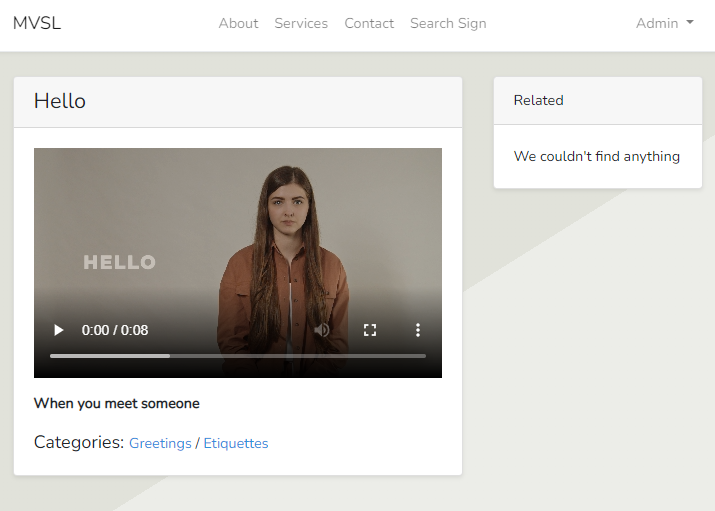 MVSL About Services Contact Search Sign Admin
Hello
HELLO
0:00 / 0:08
When you meet someone
Categories: Greetings / Etiquettes
Related
We couldn't find anything